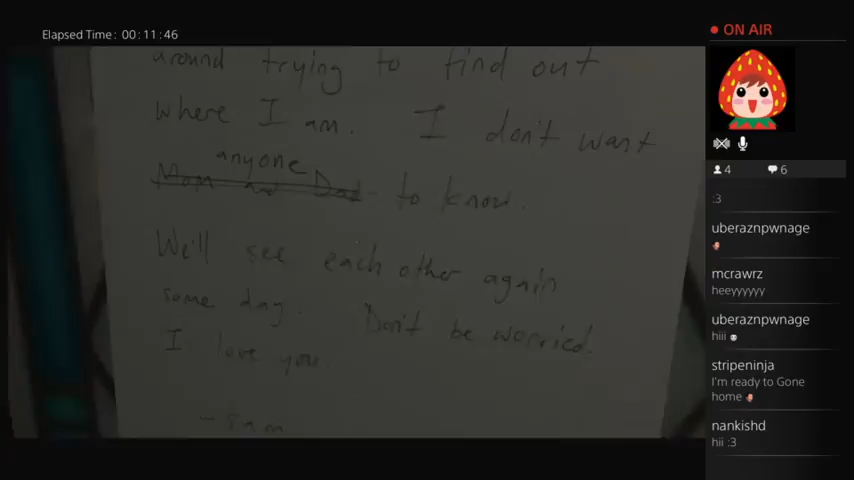 Elapsed Time: 00:11:46
around trying to find out
where I am. I don't want
anyone
Mom and Dad to know.
We'll see each other again
some day. Don't be worried.
I love you
-Sam
ON AIR
4 6
:3
uberaznpwnage
mcrawrz
heeyyyyyy
uberaznpwnage
hiii
stripeninja
I'm ready to Gone
home
nankishd
hii :3